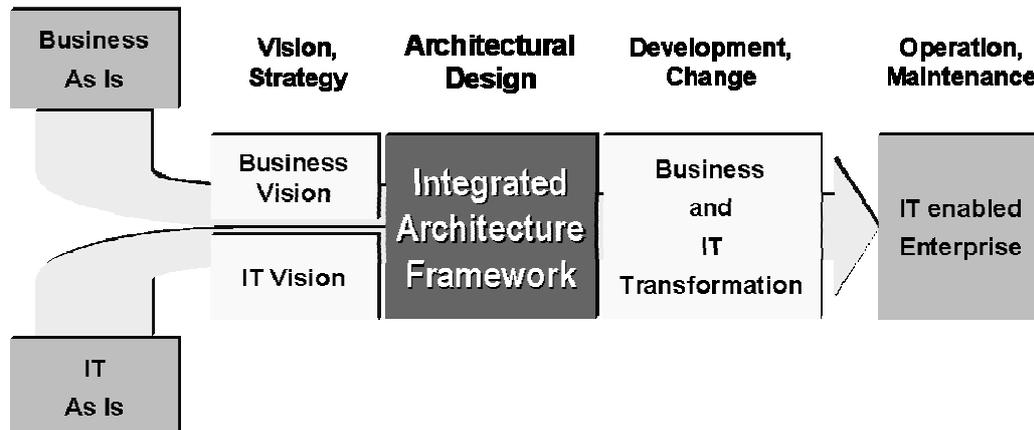 Business
As Is
Vision,
Strategy
Architectural
Design
Development,
Change
Operation,
Maintenance
Business
Vision
IT Vision
Integrated
Architecture
Framework
Business
and
IT
Transformation
IT enabled
Enterprise
IT
As Is